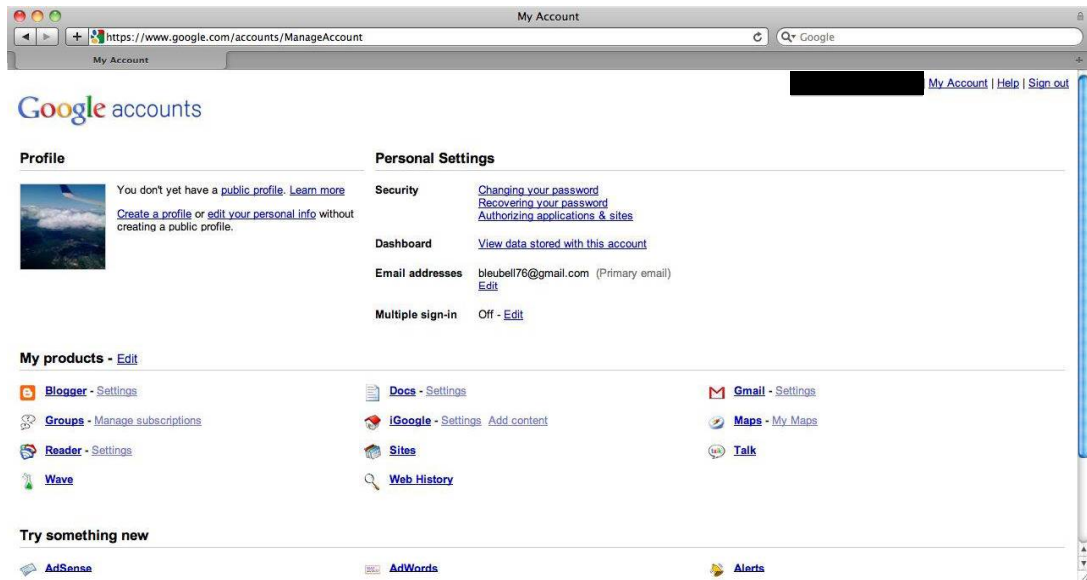 My Account
https://www.google.com/accounts/ManageAccount
Google
My Account
My Account | Help | Sign out
Google accounts
Profile
You don't yet have a public profile. Learn more
Create a profile or edit your personal info without
creating a public profile.
Personal Settings
Security Changing your password
Recovering your password
Authorizing applications & sites
Dashboard View data stored with this account
Email addresses bleubell76@gmail.com (Primary email)
Edit
Multiple sign-in Off - Edit
My products - Edit
Blogger - Settings Docs - Settings Gmail - Settings
Groups - Manage subscriptions iGoogle - Settings Add content Maps - My Maps
Reader - Settings Sites Talk
Wave Web History
Try something new
AdSense AdWords Alerts